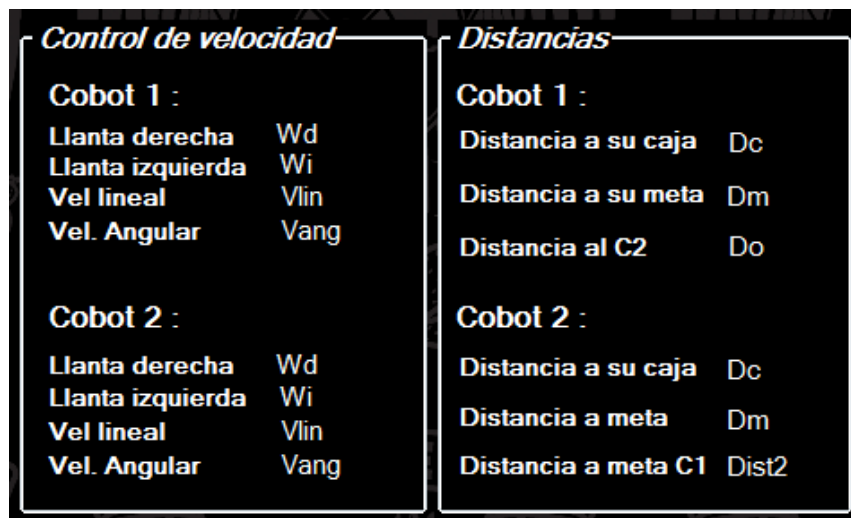 Control de velocidad
Cobot 1 :
Llanta derecha Wd
Llanta izquierda Wi
Vel lineal Vlin
Vel. Angular Vang
Cobot 2 :
Llanta derecha Wd
Llanta izquierda Wi
Vel lineal Vlin
Vel. Angular Vang
Distancias
Cobot 1 :
Distancia a su caja Dc
Distancia a su meta Dm
Distancia al C2 Do
Cobot 2 :
Distancia a su caja Dc
Distancia a meta Dm
Distancia a meta C1 Dist2